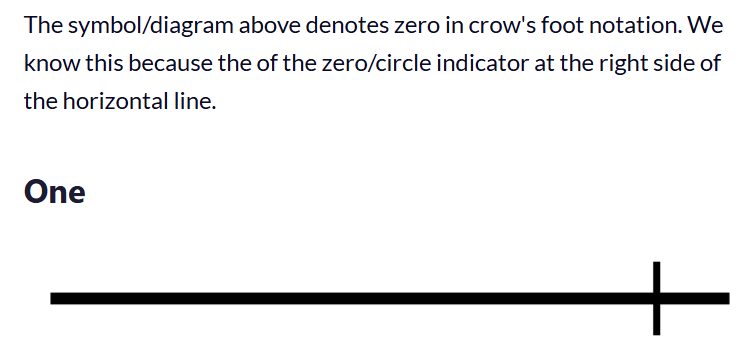 The symbol/diagram above denotes zero in crow's foot notation. We
know this because the of the zero/circle indicator at the right side of
the horizontal line.
One